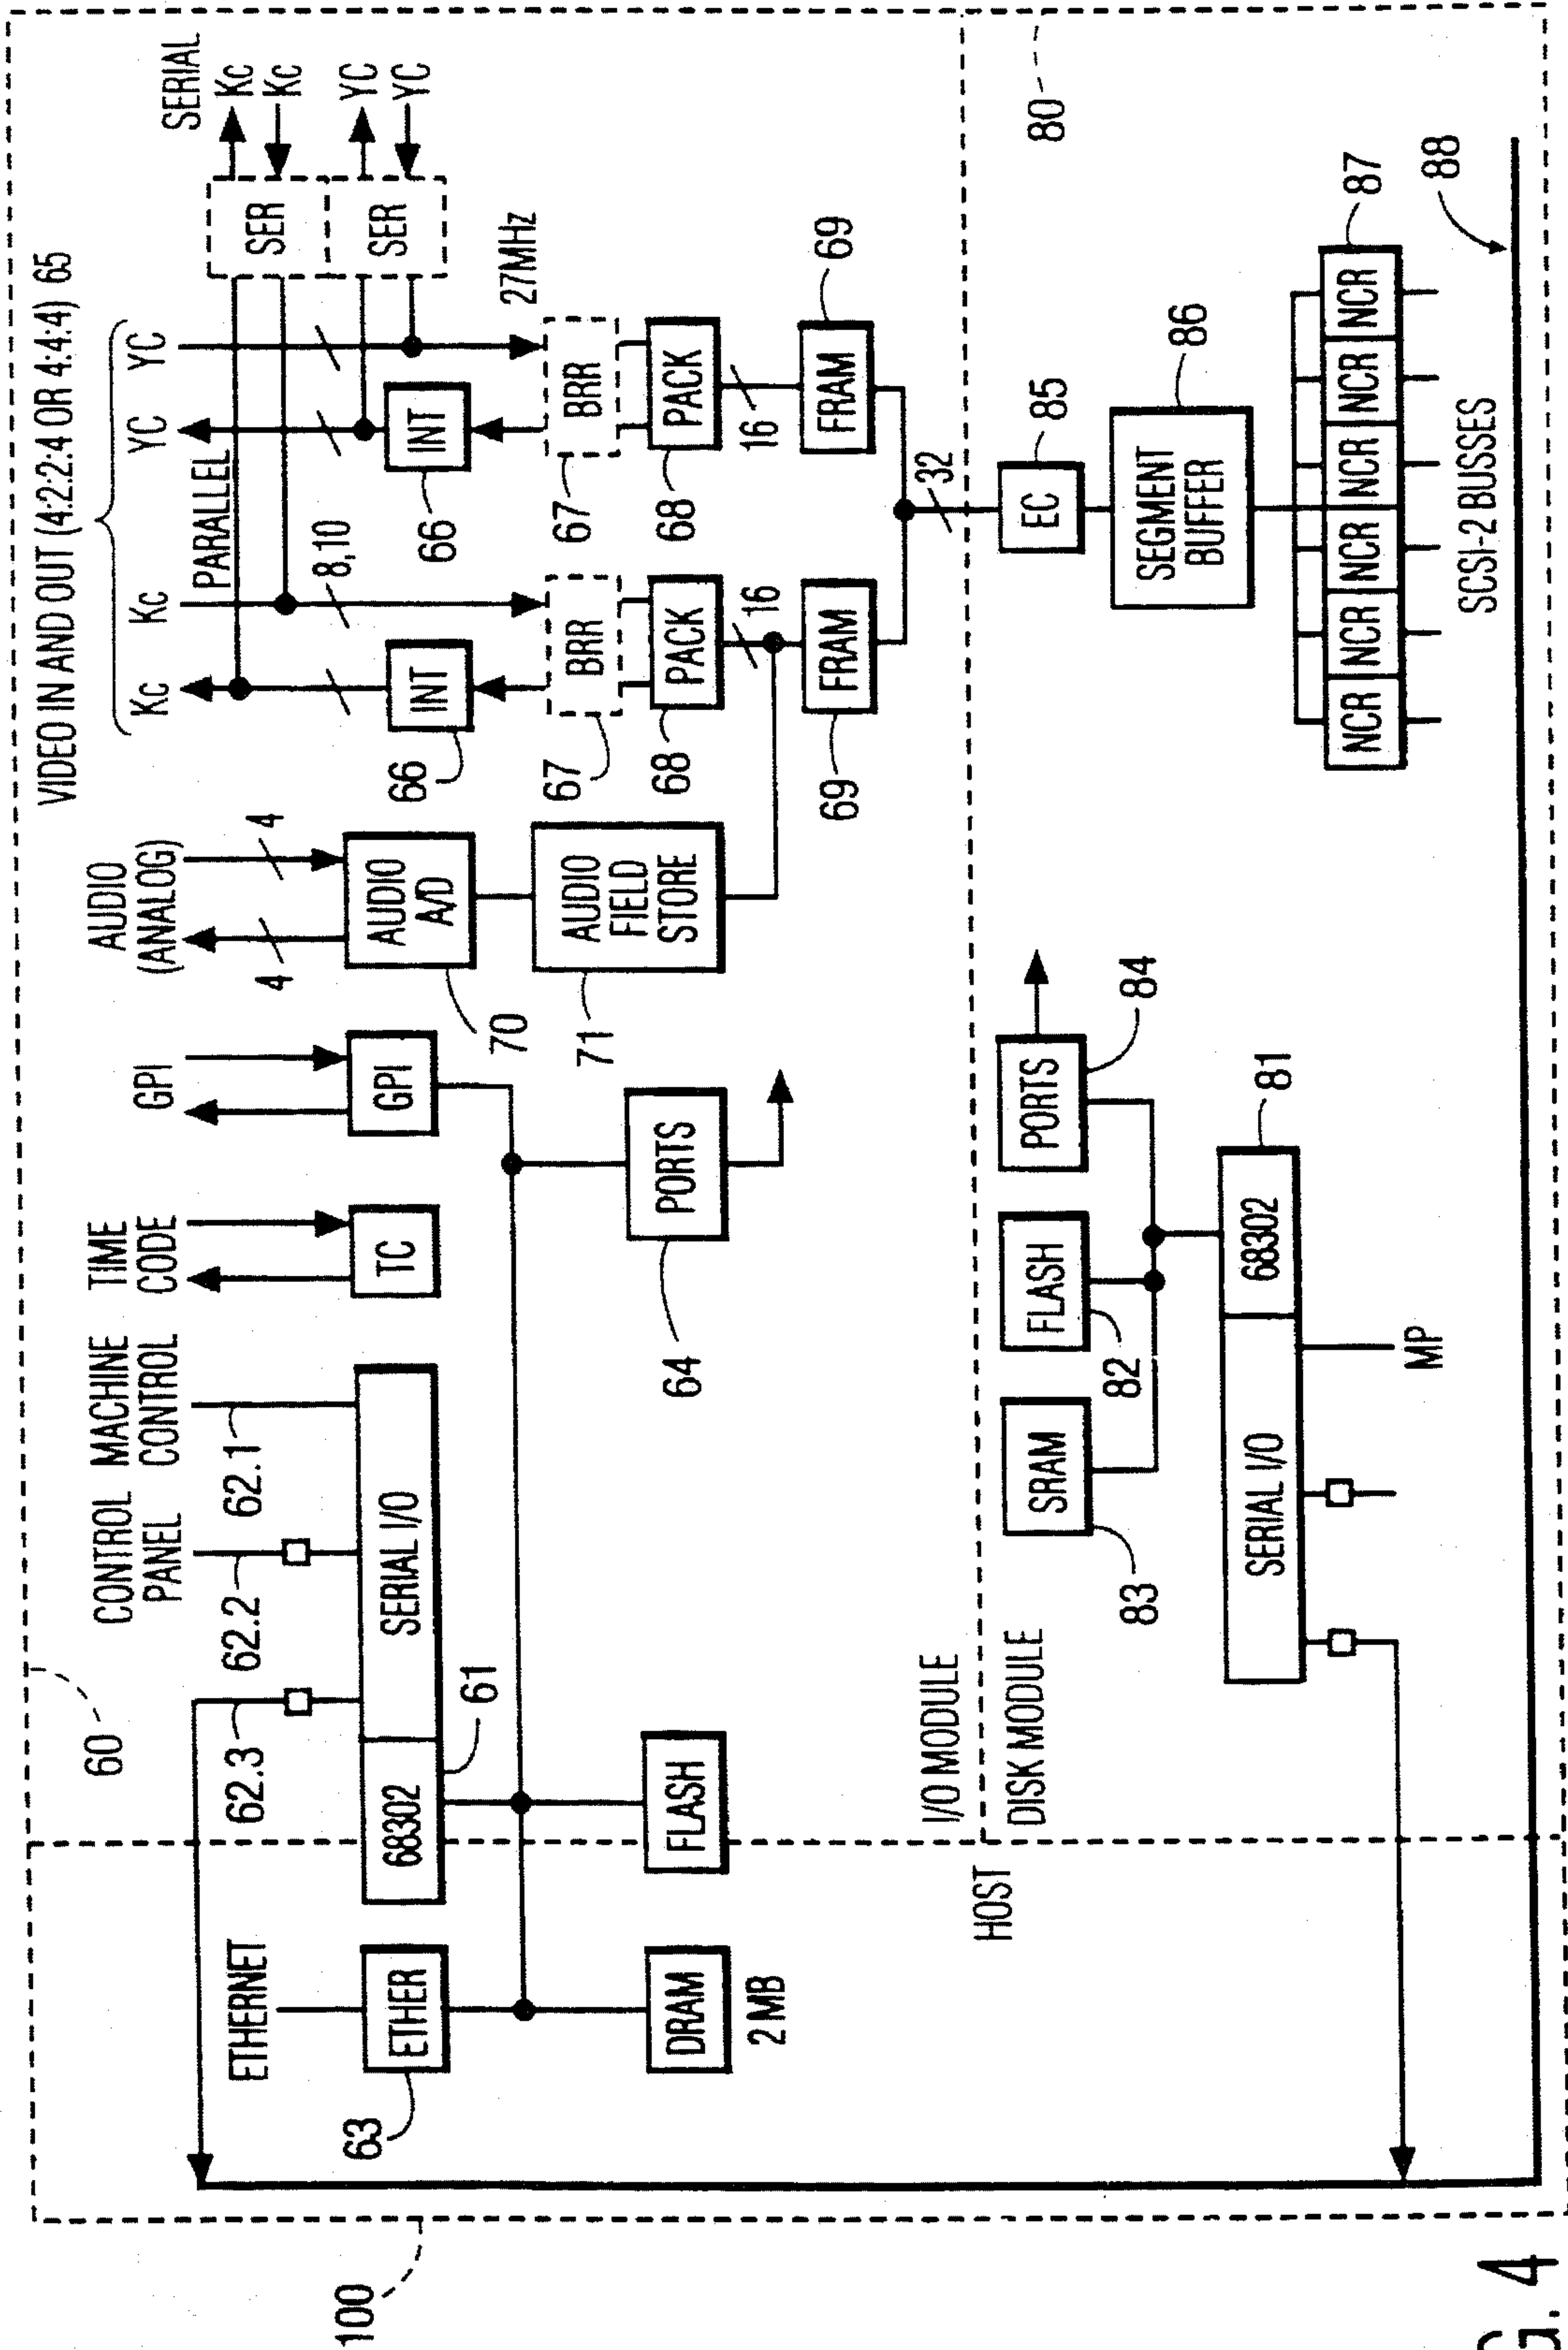 VIDEO IN AND OUT (4:2:2:4 OR 4:4:4) 65
SERIAL
Kc
Kc
YC
YC
Kc
Kc
YC
YC
PARALLEL
SER
SER
8,10
27MHz
AUDIO
(ANALOG)
4
4
GPI
TIME
CODE
MACHINE
CONTROL
CONTROL
PANEL
ETHERNET
60
62.3
62.2
62.1
ETHER
63
68302
SERIAL I/O
61
TC
GPI
AUDIO
A/D
70
INT
66
INT
66
BRR
67
BRR
67
AUDIO
FIELD
STORE
71
PACK
68
PACK
68
16
16
DRAM
2 MB
FLASH
PORTS
64
FRAM
69
FRAM
69
32
I/O MODULE
HOST
DISK MODULE
80
SRAM
83
FLASH
82
PORTS
84
EC
85
SEGMENT
BUFFER
86
SERIAL I/O
68302
81
MP
NCR
NCR
NCR
NCR
NCR
NCR
87
SCSI-2 BUSSES
88
100
4